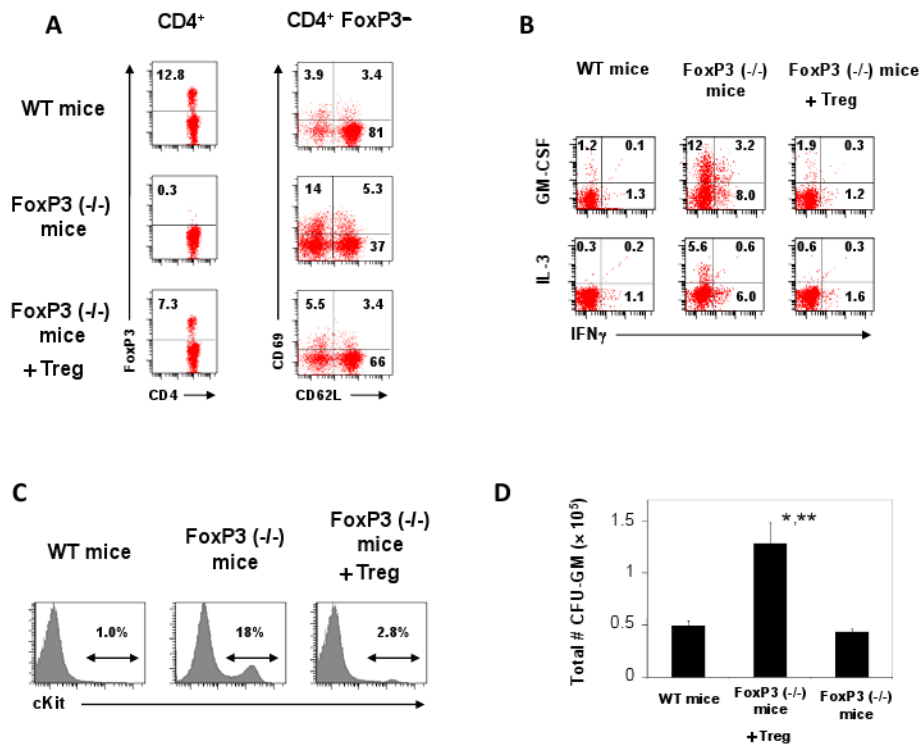 A
CD4⁺
CD4⁺ FoxP3⁻
WT mice
12.8
3.9 3.4
81
FoxP3 (-/-)
mice
0.3
14 5.3
37
FoxP3 (-/-)
mice
+ Treg
7.3
5.5 3.4
66
FoxP3
CD4
CD69
CD62L
B
WT mice
FoxP3 (-/-)
mice
FoxP3 (-/-) mice
+ Treg
GM-CSF
1.2 0.1
1.3
12 3.2
8.0
1.9 0.3
1.2
IL-3
0.3 0.2
1.1
5.6 0.6
6.0
0.6 0.3
1.6
IFNγ
C
WT mice
FoxP3 (-/-)
mice
FoxP3 (-/-)
mice
+ Treg
1.0%
18%
2.8%
cKit
D
Total # CFU-GM (× 10⁵)
1.5
1
0.5
0
*,**
WT mice
FoxP3 (-/-)
mice
+Treg
FoxP3 (-/-)
mice